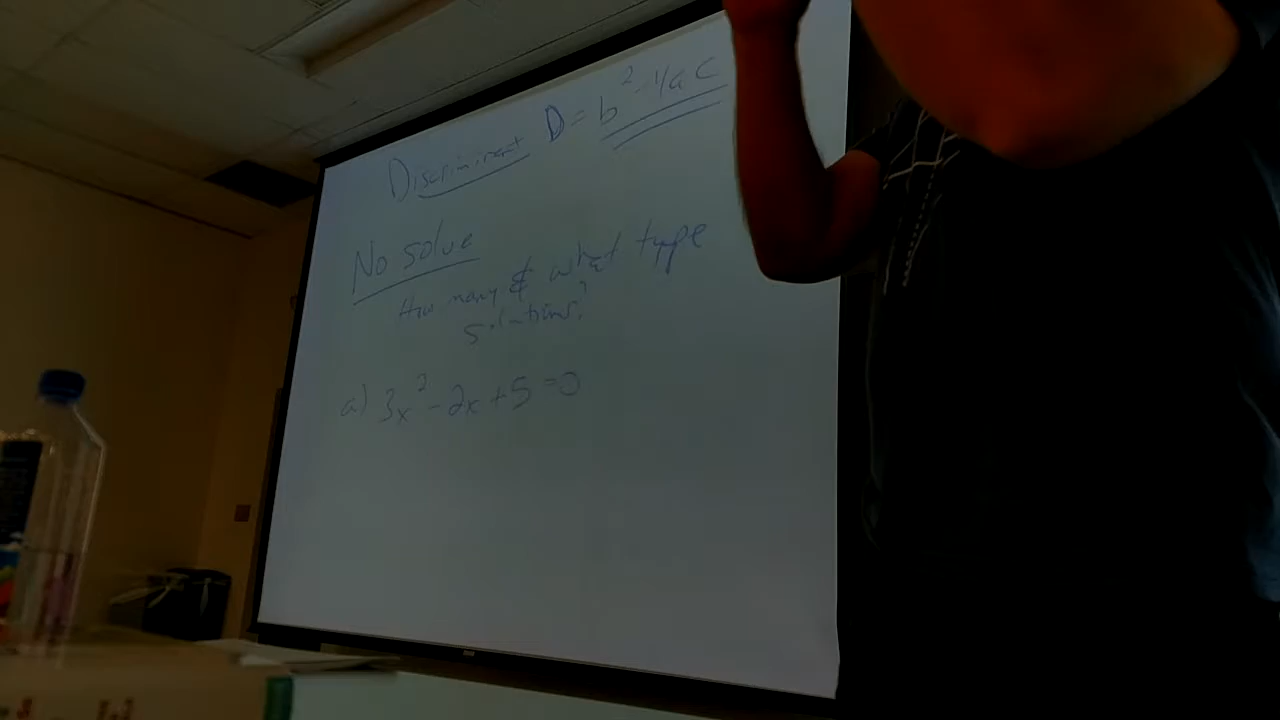 Discriminant D = b² - 4ac
No solve
How many & what type
solutions?
a) 3x² - 2x + 5 = 0